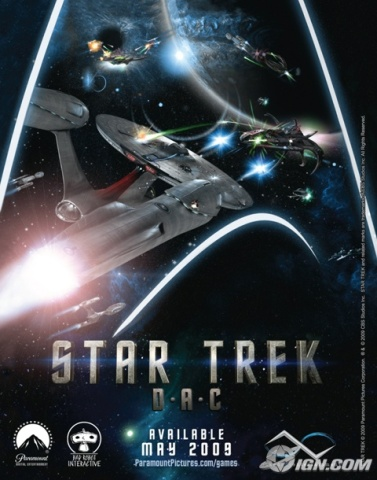 STAR TREK
D·A·C
AVAILABLE
MAY 2009
ParamountPictures.com/games
Paramount
DIGITAL ENTERTAINMENT
BAD ROBOT
INTERACTIVE
IGN.COM